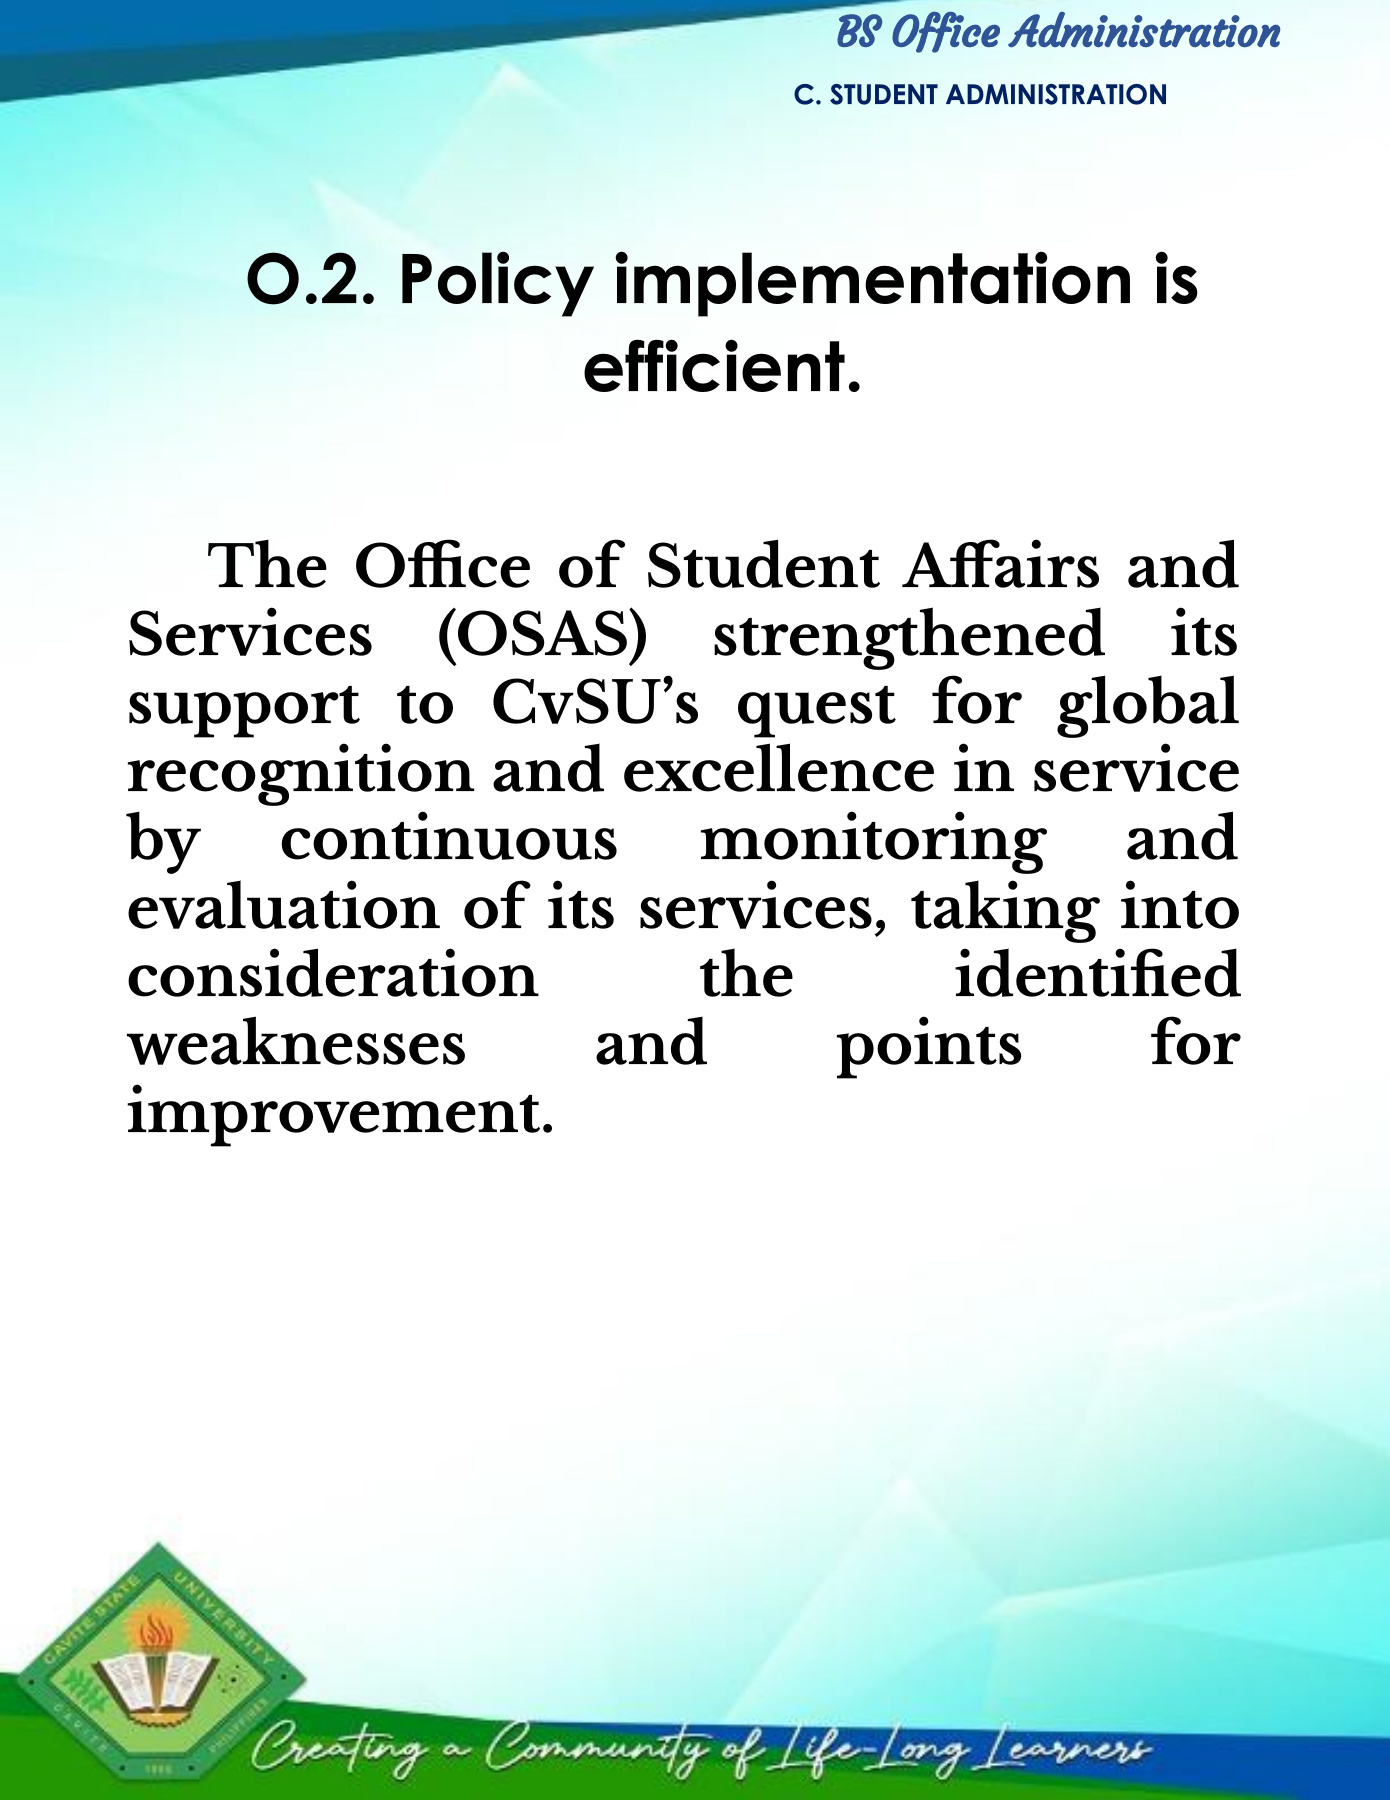 BS Office Administration
C. STUDENT ADMINISTRATION
O.2. Policy implementation is
efficient.
The Office of Student Affairs and
Services (OSAS) strengthened its
support to CvSU’s quest for global
recognition and excellence in service
by continuous monitoring and
evaluation of its services, taking into
consideration the identified
weaknesses and points for
improvement.
CAVITE STATE UNIVERSITY
CAVITE PHILIPPINES
1906
Creating a Community of Life-Long Learners